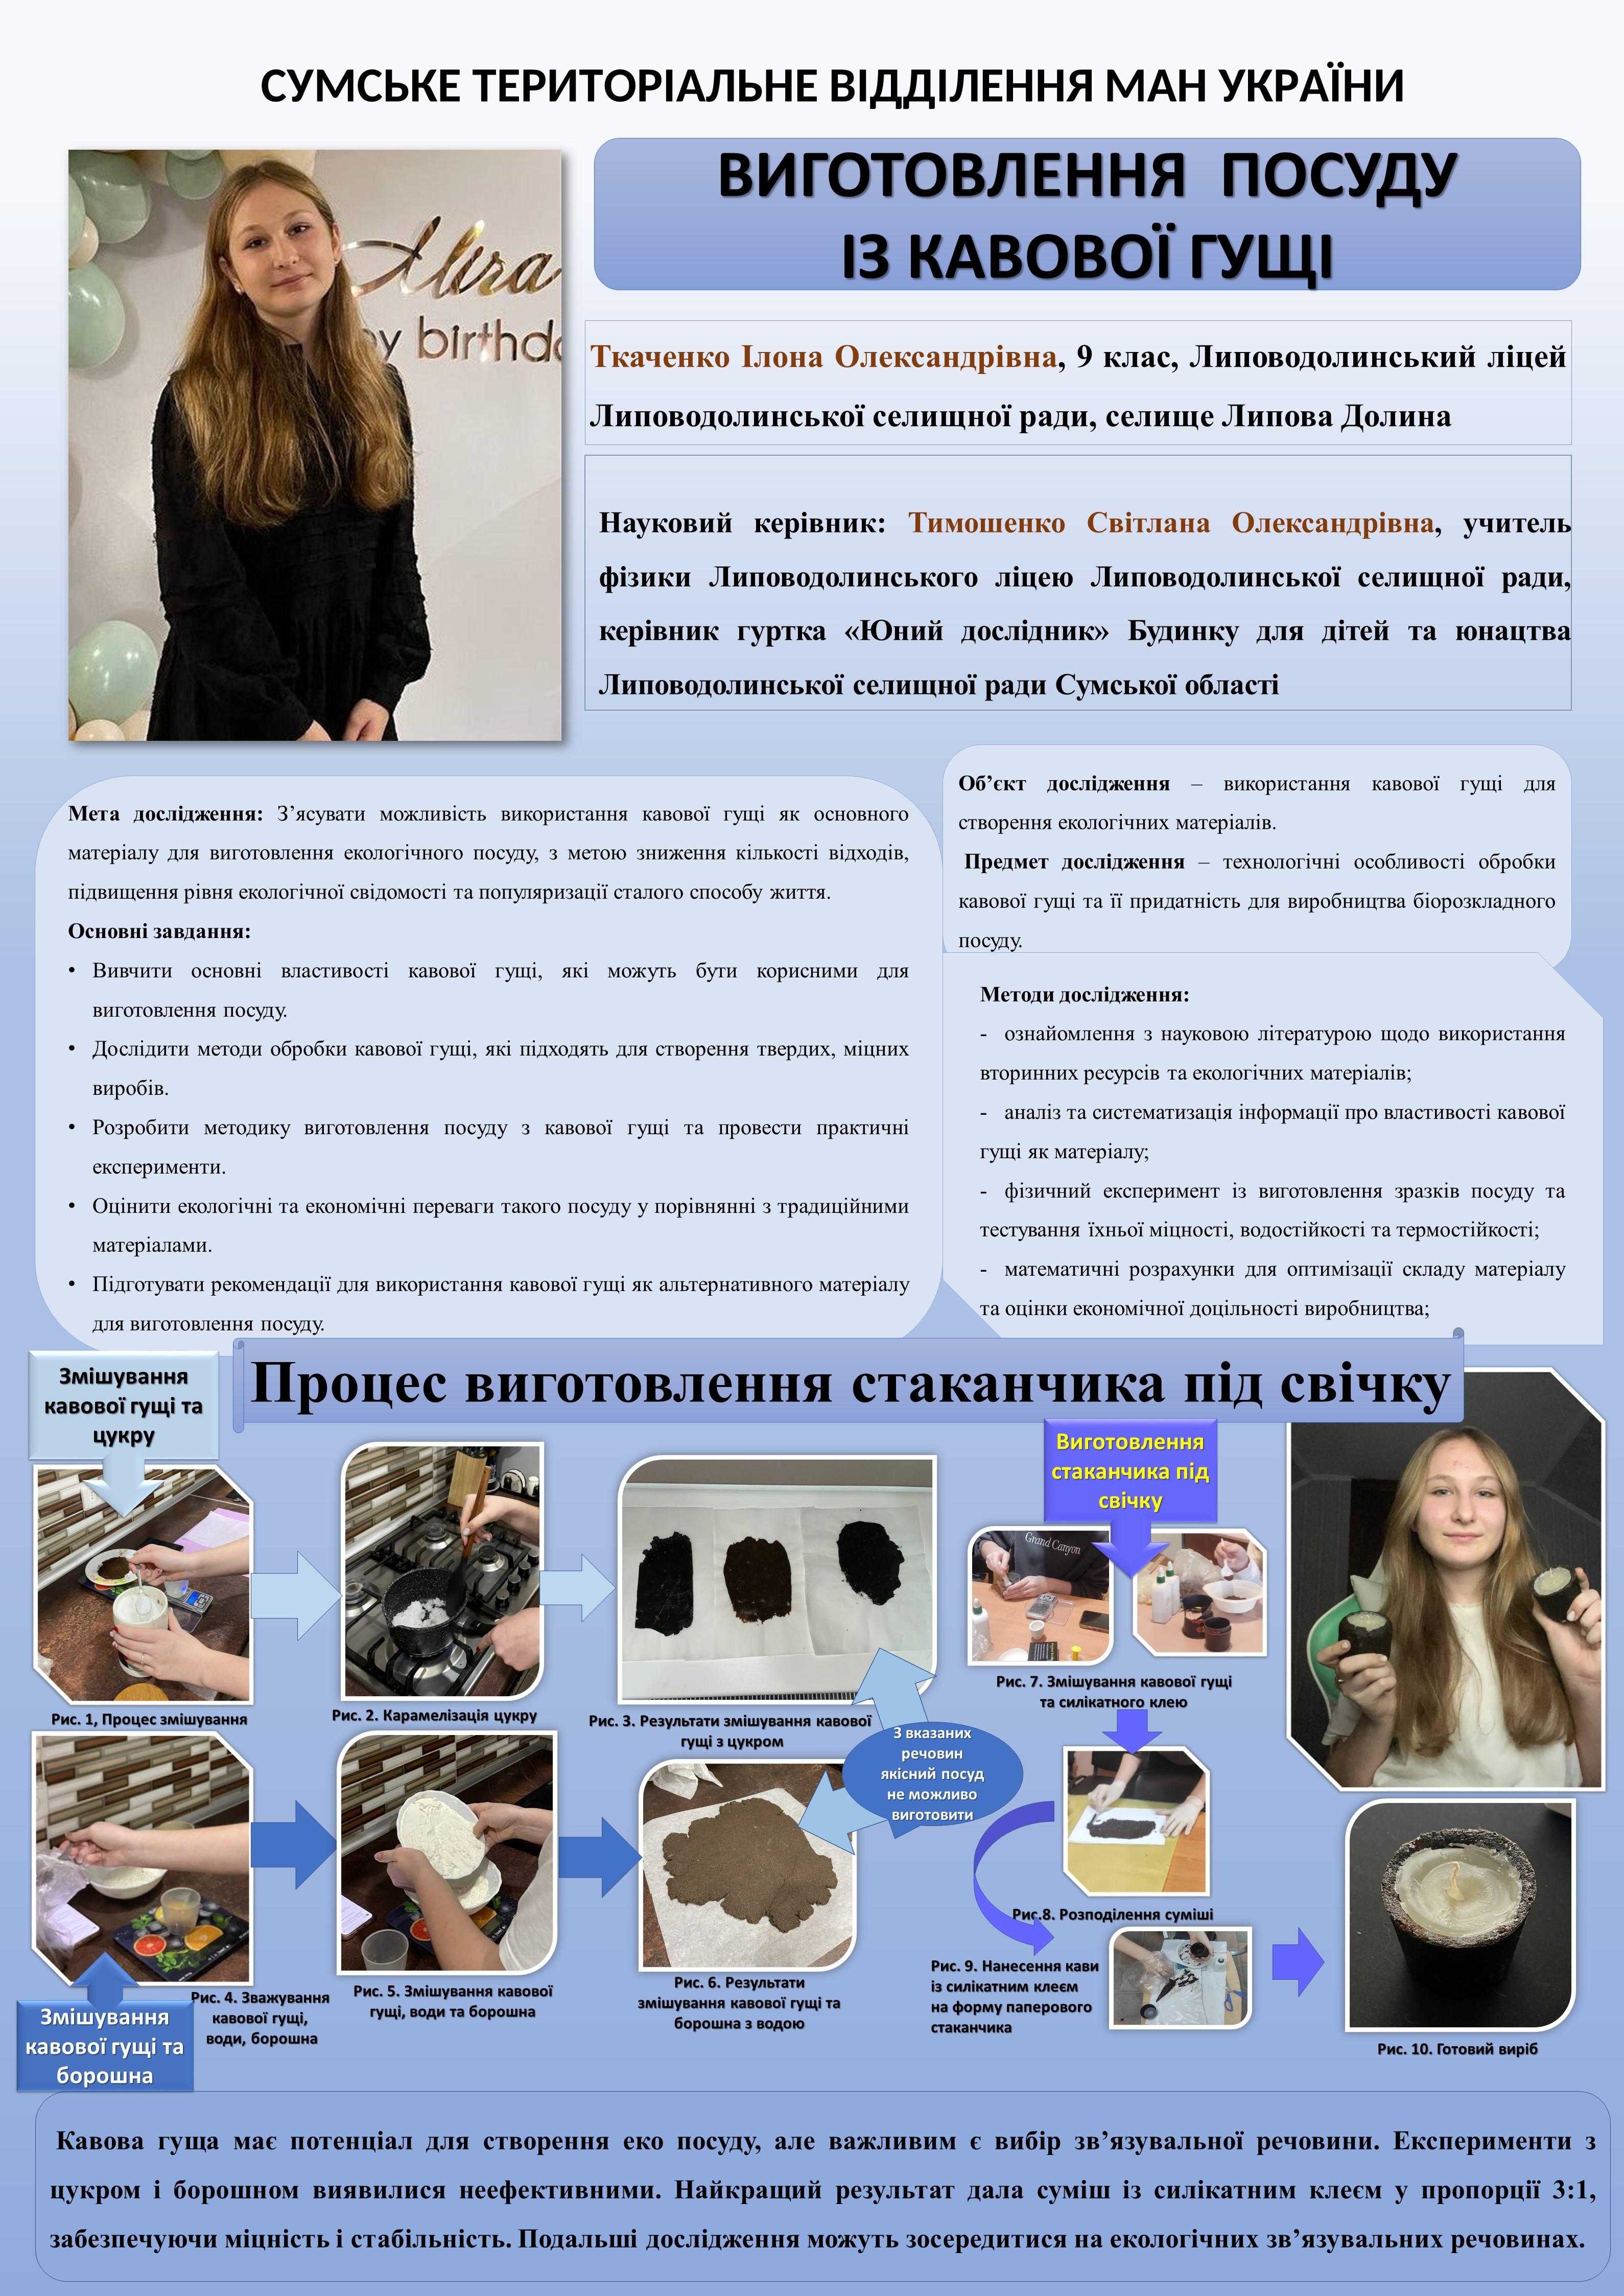 СУМСЬКЕ ТЕРИТОРІАЛЬНЕ ВІДДІЛЕННЯ МАН УКРАЇНИ
ВИГОТОВЛЕННЯ ПОСУДУ
ІЗ КАВОВОЇ ГУЩІ
Mira
py birthda
Ткаченко Ілона Олександрівна, 9 клас, Липоводолинський ліцей
Липоводолинської селищної ради, селище Липова Долина
Науковий керівник: Тимошенко Світлана Олександрівна, учитель
фізики Липоводолинського ліцею Липоводолинської селищної ради,
керівник гуртка «Юний дослідник» Будинку для дітей та юнацтва
Липоводолинської селищної ради Сумської області
Мета дослідження: З’ясувати можливість використання кавової гущі як основного
матеріалу для виготовлення екологічного посуду, з метою зниження кількості відходів,
підвищення рівня екологічної свідомості та популяризації сталого способу життя.
Основні завдання:
• Вивчити основні властивості кавової гущі, які можуть бути корисними для
виготовлення посуду.
• Дослідити методи обробки кавової гущі, які підходять для створення твердих, міцних
виробів.
• Розробити методику виготовлення посуду з кавової гущі та провести практичні
експерименти.
• Оцінити екологічні та економічні переваги такого посуду у порівнянні з традиційними
матеріалами.
• Підготувати рекомендації для використання кавової гущі як альтернативного матеріалу
для виготовлення посуду.
Об’єкт дослідження – використання кавової гущі для
створення екологічних матеріалів.
Предмет дослідження – технологічні особливості обробки
кавової гущі та її придатність для виробництва біорозкладного
посуду.
Методи дослідження:
- ознайомлення з науковою літературою щодо використання
вторинних ресурсів та екологічних матеріалів;
- аналіз та систематизація інформації про властивості кавової
гущі як матеріалу;
- фізичний експеримент із виготовлення зразків посуду та
тестування їхньої міцності, водостійкості та термостійкості;
- математичні розрахунки для оптимізації складу матеріалу
та оцінки економічної доцільності виробництва;
Процес виготовлення стаканчика під свічку
Змішування
кавової гущі та
цукру
Виготовлення
стаканчика під
свічку
Grand Canyon
Рис. 1, Процес змішування
Рис. 2. Карамелізація цукру
Рис. 3. Результати змішування кавової
гущі з цукром
Рис. 7. Змішування кавової гущі
та силікатного клею
З вказаних
речовин
якісний посуд
не можливо
виготовити
Рис.8. Розподілення суміші
Рис. 4. Зважування
кавової гущі,
води, борошна
Рис. 5. Змішування кавової
гущі, води та борошна
Рис. 6. Результати
змішування кавової гущі та
борошна з водою
Рис. 9. Нанесення кави
із силікатним клеєм
на форму паперового
стаканчика
Рис. 10. Готовий виріб
Змішування
кавової гущі та
борошна
Кавова гуща має потенціал для створення еко посуду, але важливим є вибір зв’язувальної речовини. Експерименти з
цукром і борошном виявилися неефективними. Найкращий результат дала суміш із силікатним клеєм у пропорції 3:1,
забезпечуючи міцність і стабільність. Подальші дослідження можуть зосередитися на екологічних зв’язувальних речовинах.